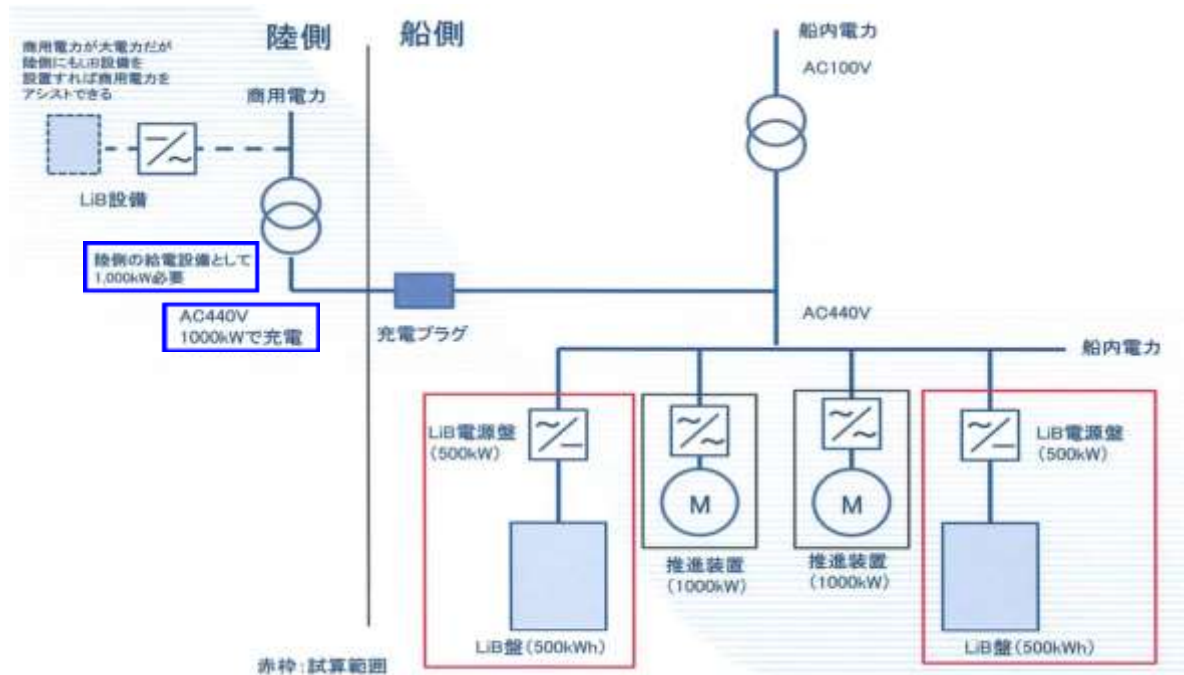 陸側
船側
商用電力が大電力だが
陸側にもLiB設備を
設置すれば商用電力を
アシストできる
商用電力
船内電力
AC100V
LiB設備
陸側の給電設備として
1,000kW必要
AC440V
1000kWで充電
充電プラグ
AC440V
船内電力
LiB電源盤
(500kW)
M
M
LiB電源盤
(500kW)
推進装置
(1000kW)
推進装置
(1000kW)
LiB盤(500kWh)
LiB盤(500kWh)
赤枠:試算範囲